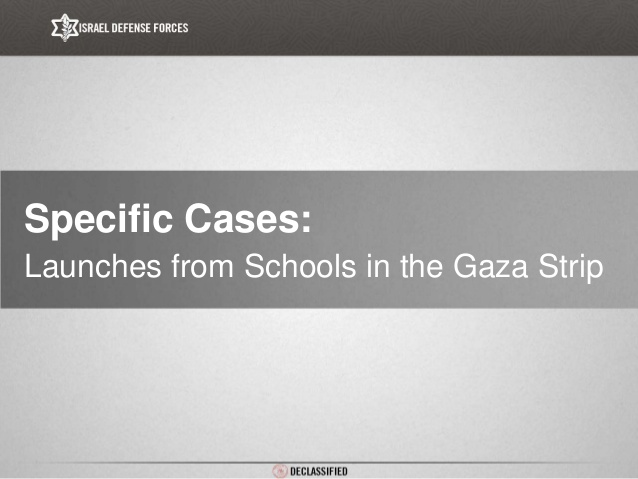 ISRAEL DEFENSE FORCES
Specific Cases:
Launches from Schools in the Gaza Strip
DECLASSIFIED